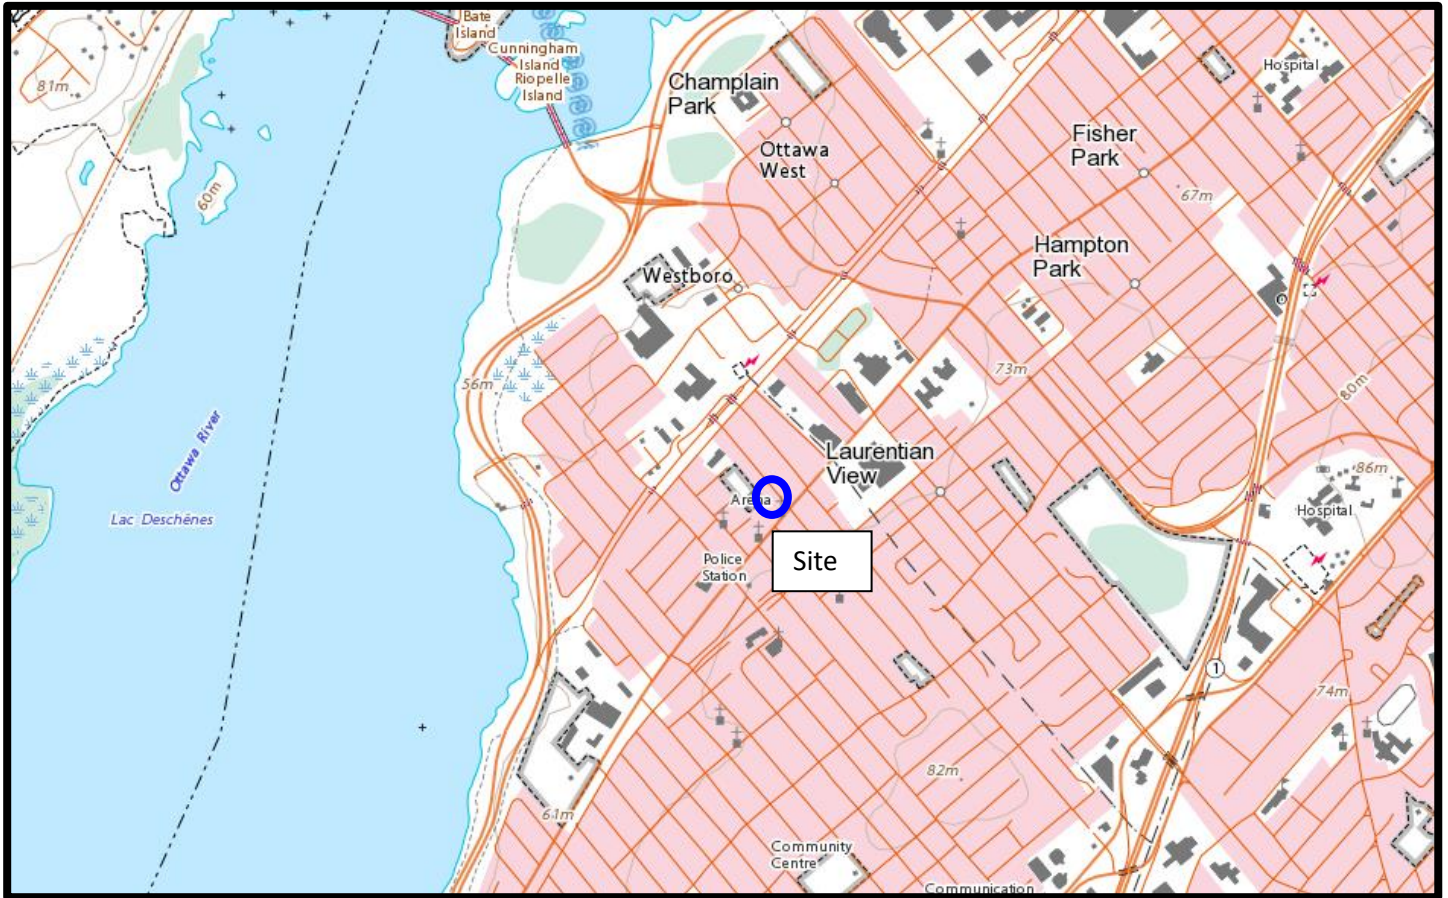 Bate
Island
Cunningham
Island
Riopelle
Island
81m
Champlain
Park
Hospital
Ottawa
West
Fisher
Park
60m
67m
Hampton
Park
Westboro
73m
56m
80m
Ottawa River
Laurentian
View
86m
Arena
Hospital
Lac Deschênes
Site
Police
Station
1
74m
82m
61m
Community
Centre
Communication